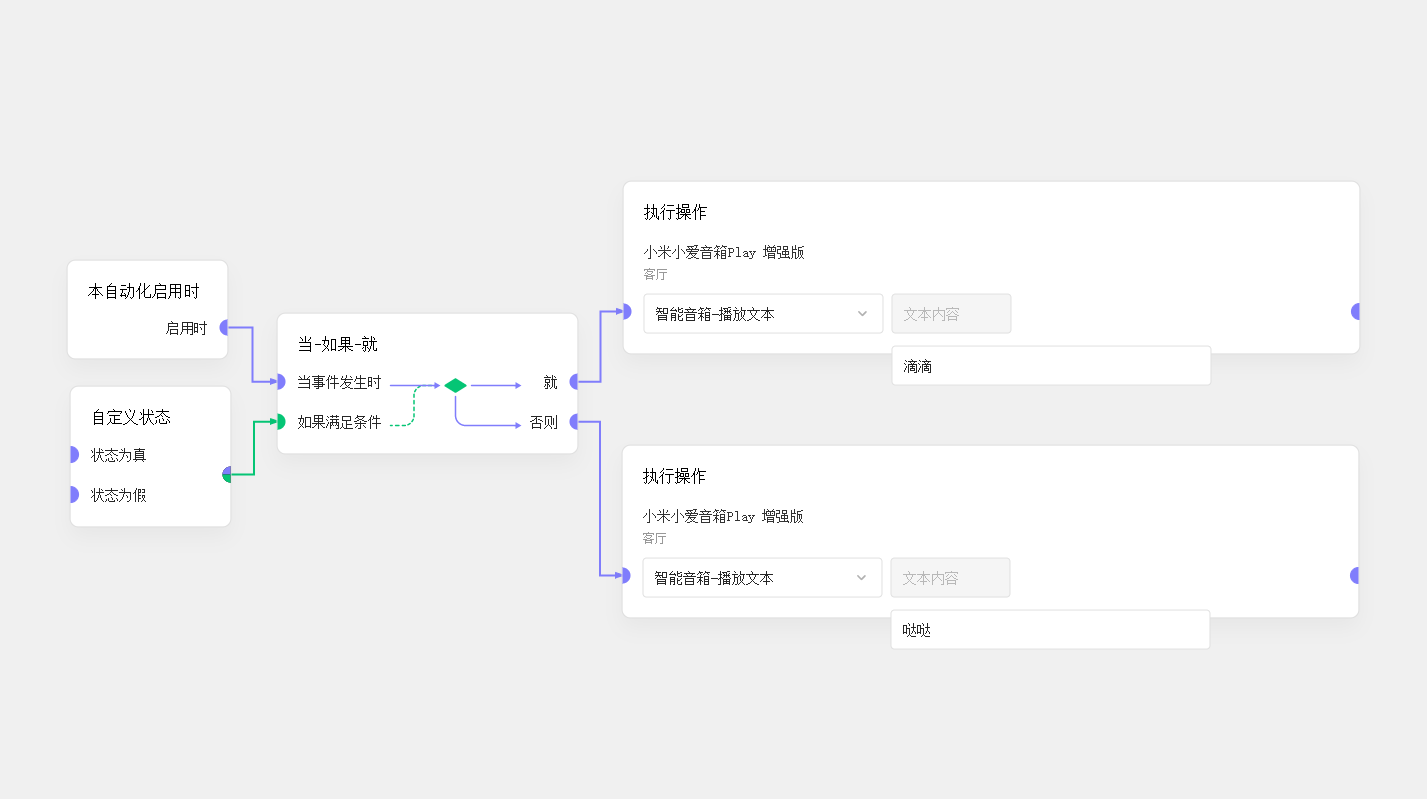 本自动化启用时
启用时
自定义状态
状态为真
状态为假
当-如果-就
当事件发生时
就
如果满足条件
否则
执行操作
小米小爱音箱Play 增强版
客厅
智能音箱-播放文本
文本内容
滴滴
执行操作
小米小爱音箱Play 增强版
客厅
智能音箱-播放文本
文本内容
哒哒